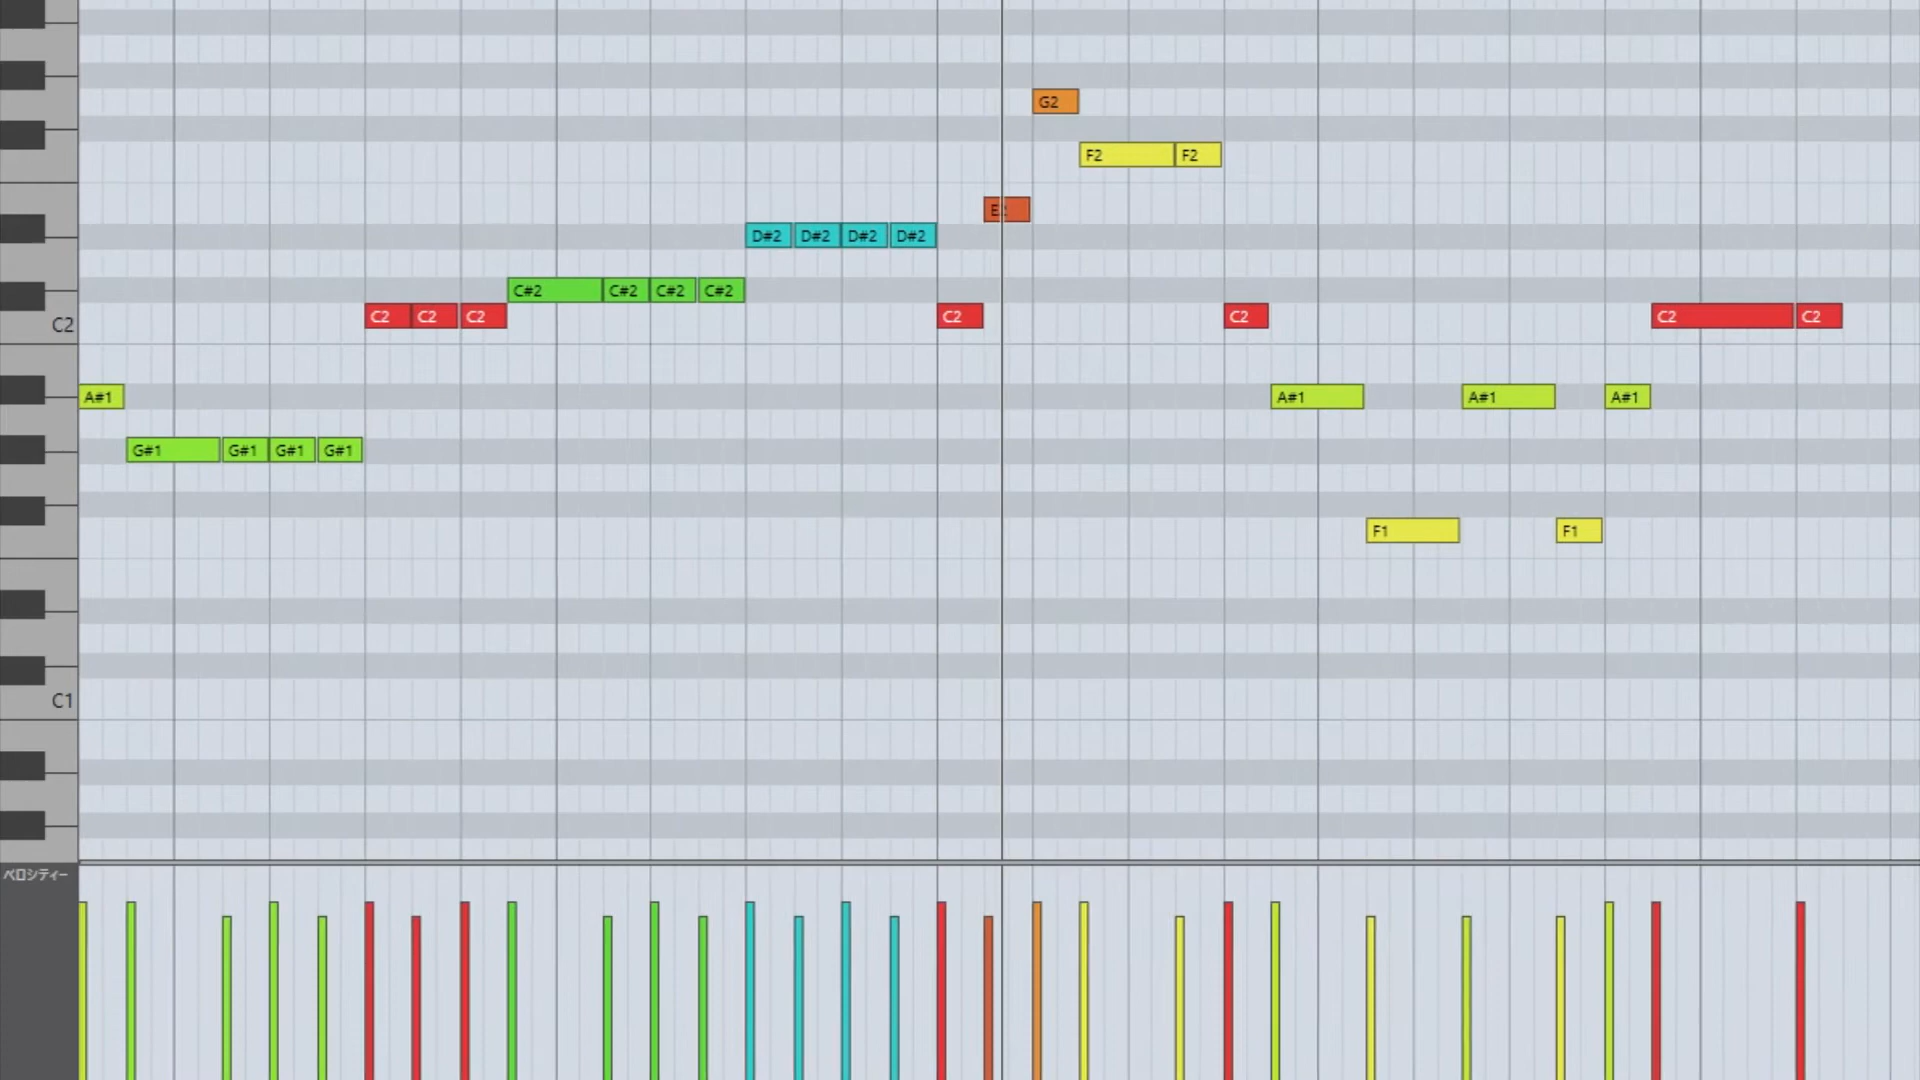 G2
F2 F2
E2
D#2 D#2 D#2 D#2
C#2 C#2 C#2 C#2
C2 C2 C2 C2 C2 C2 C2
C2
A#1 A#1 A#1 A#1
G#1 G#1 G#1 G#1
F1 F1
C1
ベロシティー